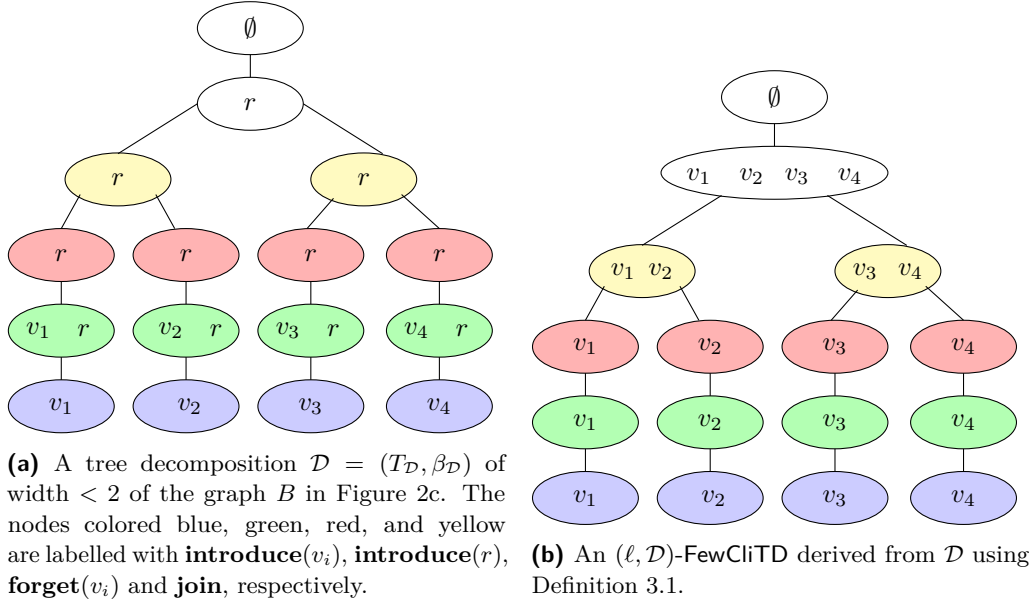 ∅
r
r r
r r r r
v₁ r v₂ r v₃ r v₄ r
v₁ v₂ v₃ v₄
(a) A tree decomposition 𝒟 = (T_𝒟, β_𝒟) of
width < 2 of the graph B in Figure 2c. The
nodes colored blue, green, red, and yellow
are labelled with introduce(vᵢ), introduce(r),
forget(vᵢ) and join, respectively.
∅
v₁ v₂ v₃ v₄
v₁ v₂ v₃ v₄
v₁ v₂ v₃ v₄
v₁ v₂ v₃ v₄
v₁ v₂ v₃ v₄
(b) An (ℓ, 𝒟)-FewCliTD derived from 𝒟 using
Definition 3.1.